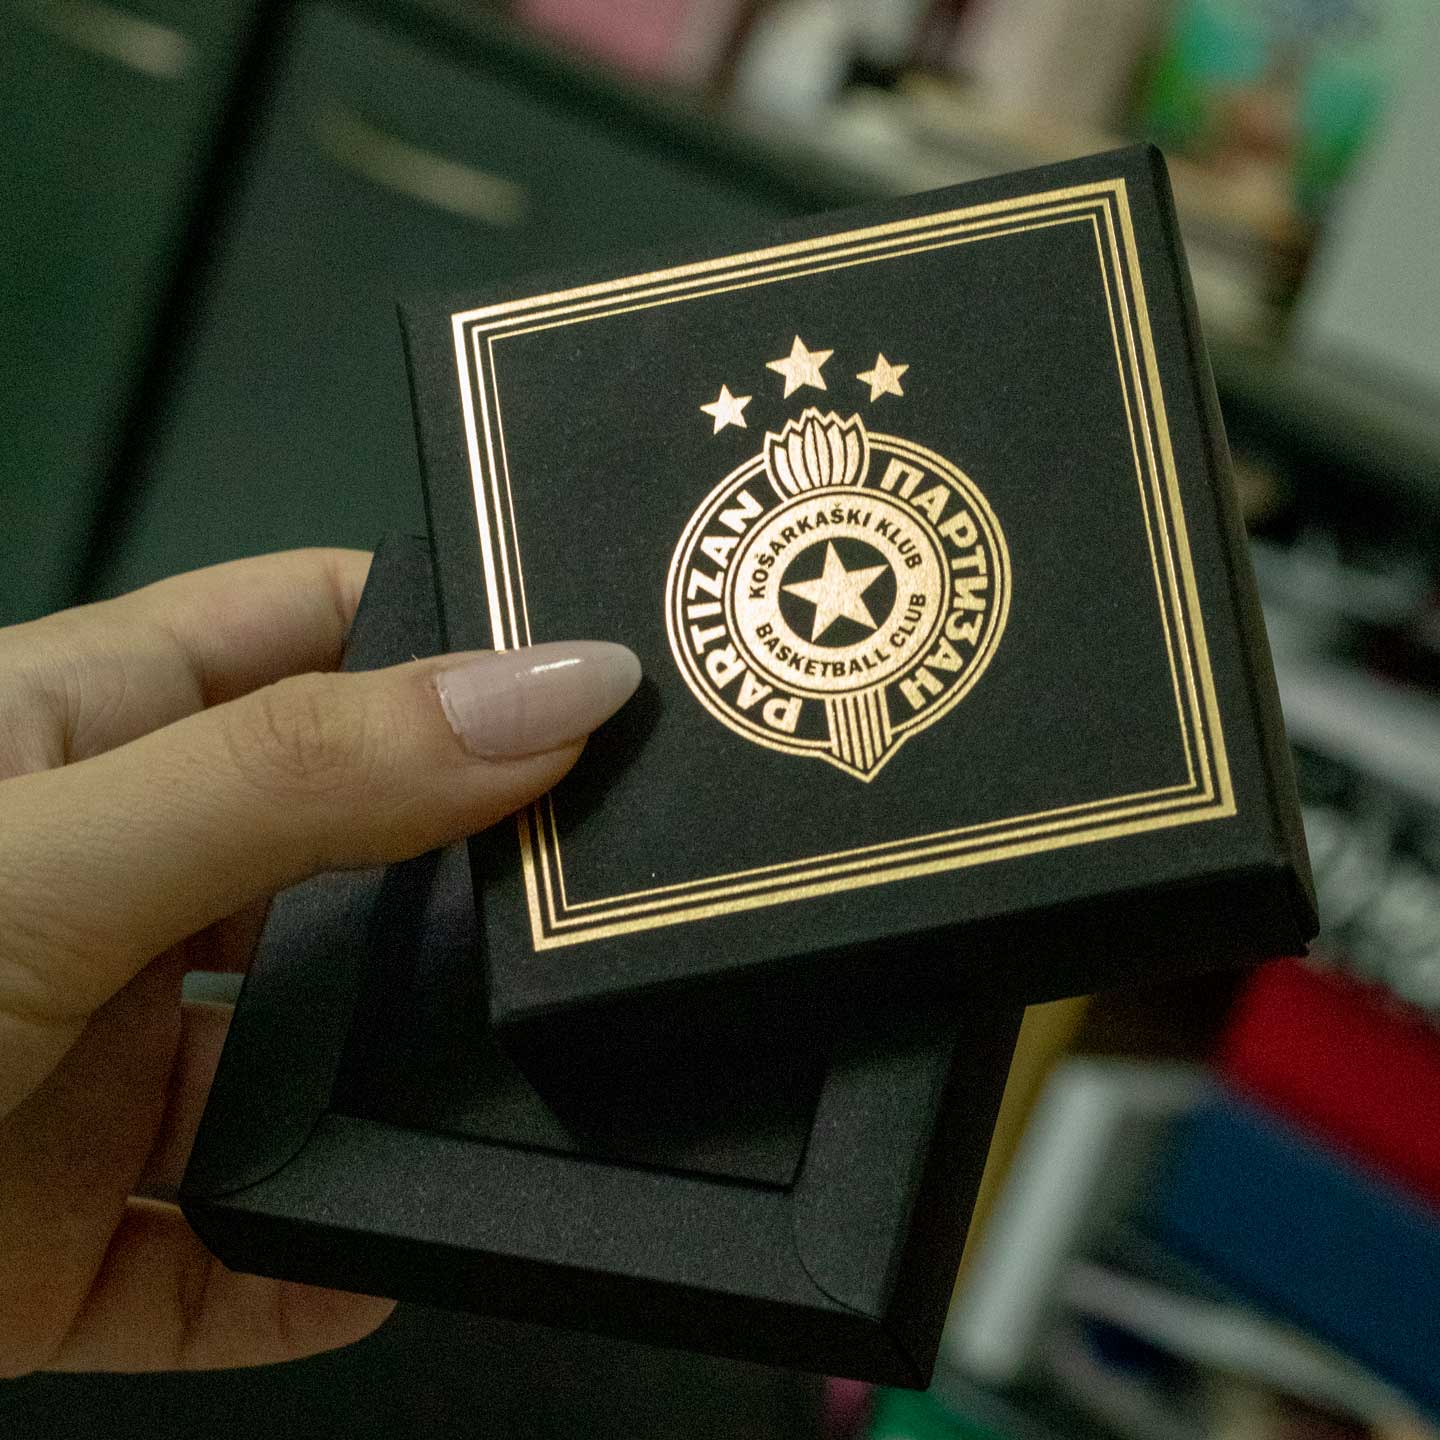 PARTIZAN
ПАРТИЗАН
KOŠARKAŠKI KLUB
BASKETBALL CLUB